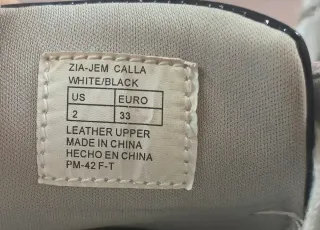 ZIA-JEM CALLA
WHITE/BLACK
US EURO
2 33
LEATHER UPPER
MADE IN CHINA
HECHO EN CHINA
PM-42 F-T